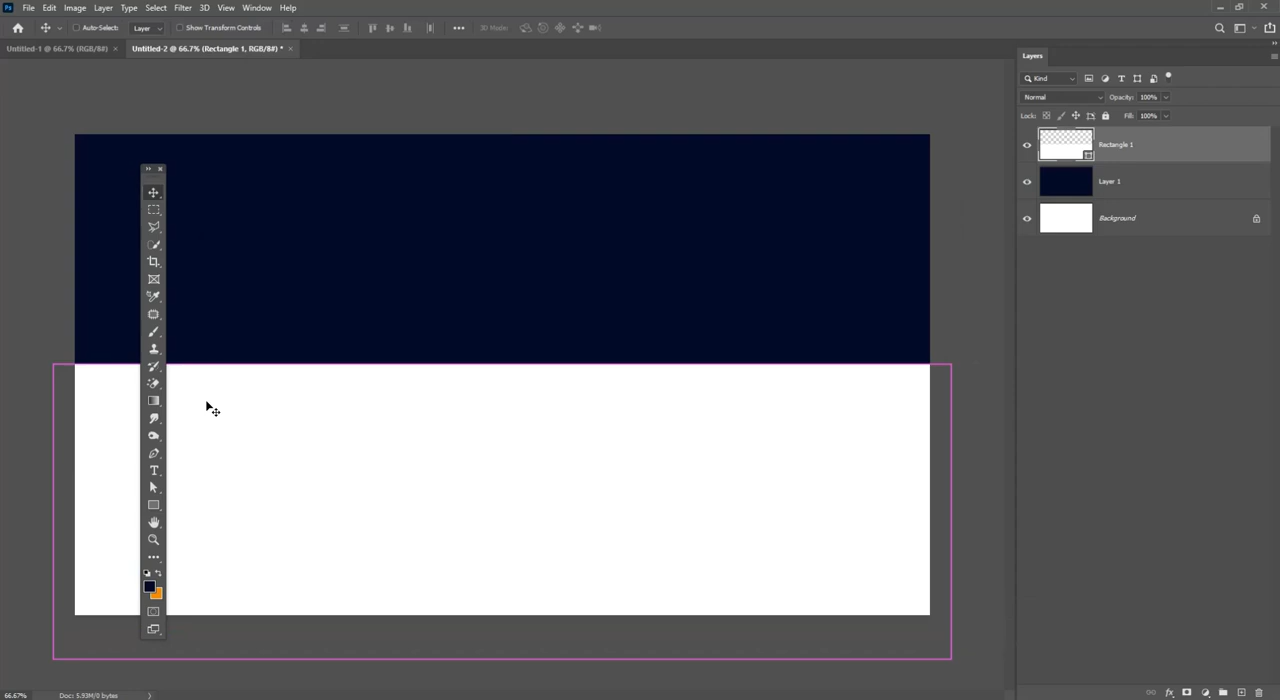 Ps File Edit Image Layer Type Select Filter 3D View Window Help
Auto-Select: Layer Show Transform Controls 3D Mode:
Untitled-1 @ 66.7% (RGB/8#) × Untitled-2 @ 66.7% (Rectangle 1, RGB/8#) * ×
Layers
Kind
Normal Opacity: 100%
Lock: Fill: 100%
Rectangle 1
Layer 1
Background
66.67% Doc: 5.93M/0 bytes